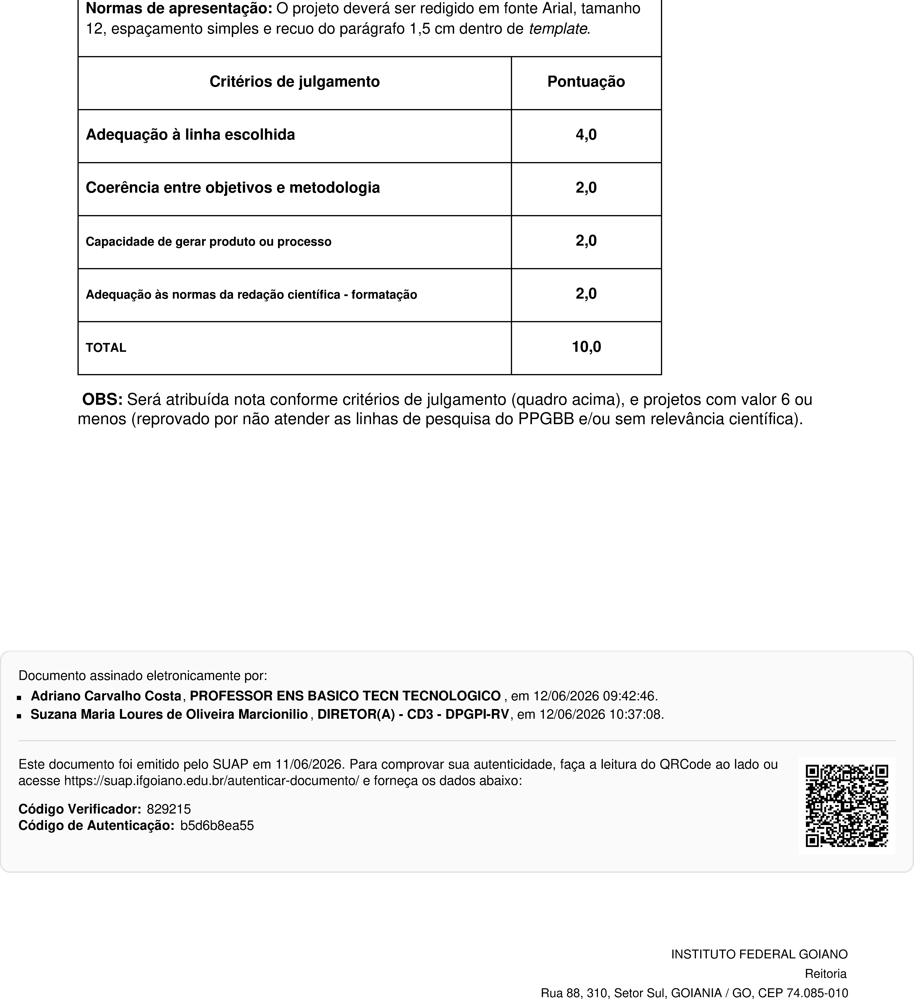 Normas de apresentação: O projeto deverá ser redigido em fonte Arial, tamanho
12, espaçamento simples e recuo do parágrafo 1,5 cm dentro de template.
Critérios de julgamento Pontuação
Adequação à linha escolhida 4,0
Coerência entre objetivos e metodologia 2,0
Capacidade de gerar produto ou processo 2,0
Adequação às normas da redação científica - formatação 2,0
TOTAL 10,0
OBS: Será atribuída nota conforme critérios de julgamento (quadro acima), e projetos com valor 6 ou
menos (reprovado por não atender as linhas de pesquisa do PPGBB e/ou sem relevância científica).
Documento assinado eletronicamente por:
Adriano Carvalho Costa, PROFESSOR ENS BASICO TECN TECNOLOGICO , em 12/06/2026 09:42:46.
Suzana Maria Loures de Oliveira Marcionilio , DIRETOR(A) - CD3 - DPGPI-RV, em 12/06/2026 10:37:08.
Este documento foi emitido pelo SUAP em 11/06/2026. Para comprovar sua autenticidade, faça a leitura do QRCode ao lado ou
acesse https://suap.ifgoiano.edu.br/autenticar-documento/ e forneça os dados abaixo:
Código Verificador: 829215
Código de Autenticação: b5d6b8ea55
INSTITUTO FEDERAL GOIANO
Reitoria
Rua 88, 310, Setor Sul, GOIANIA / GO, CEP 74.085-010